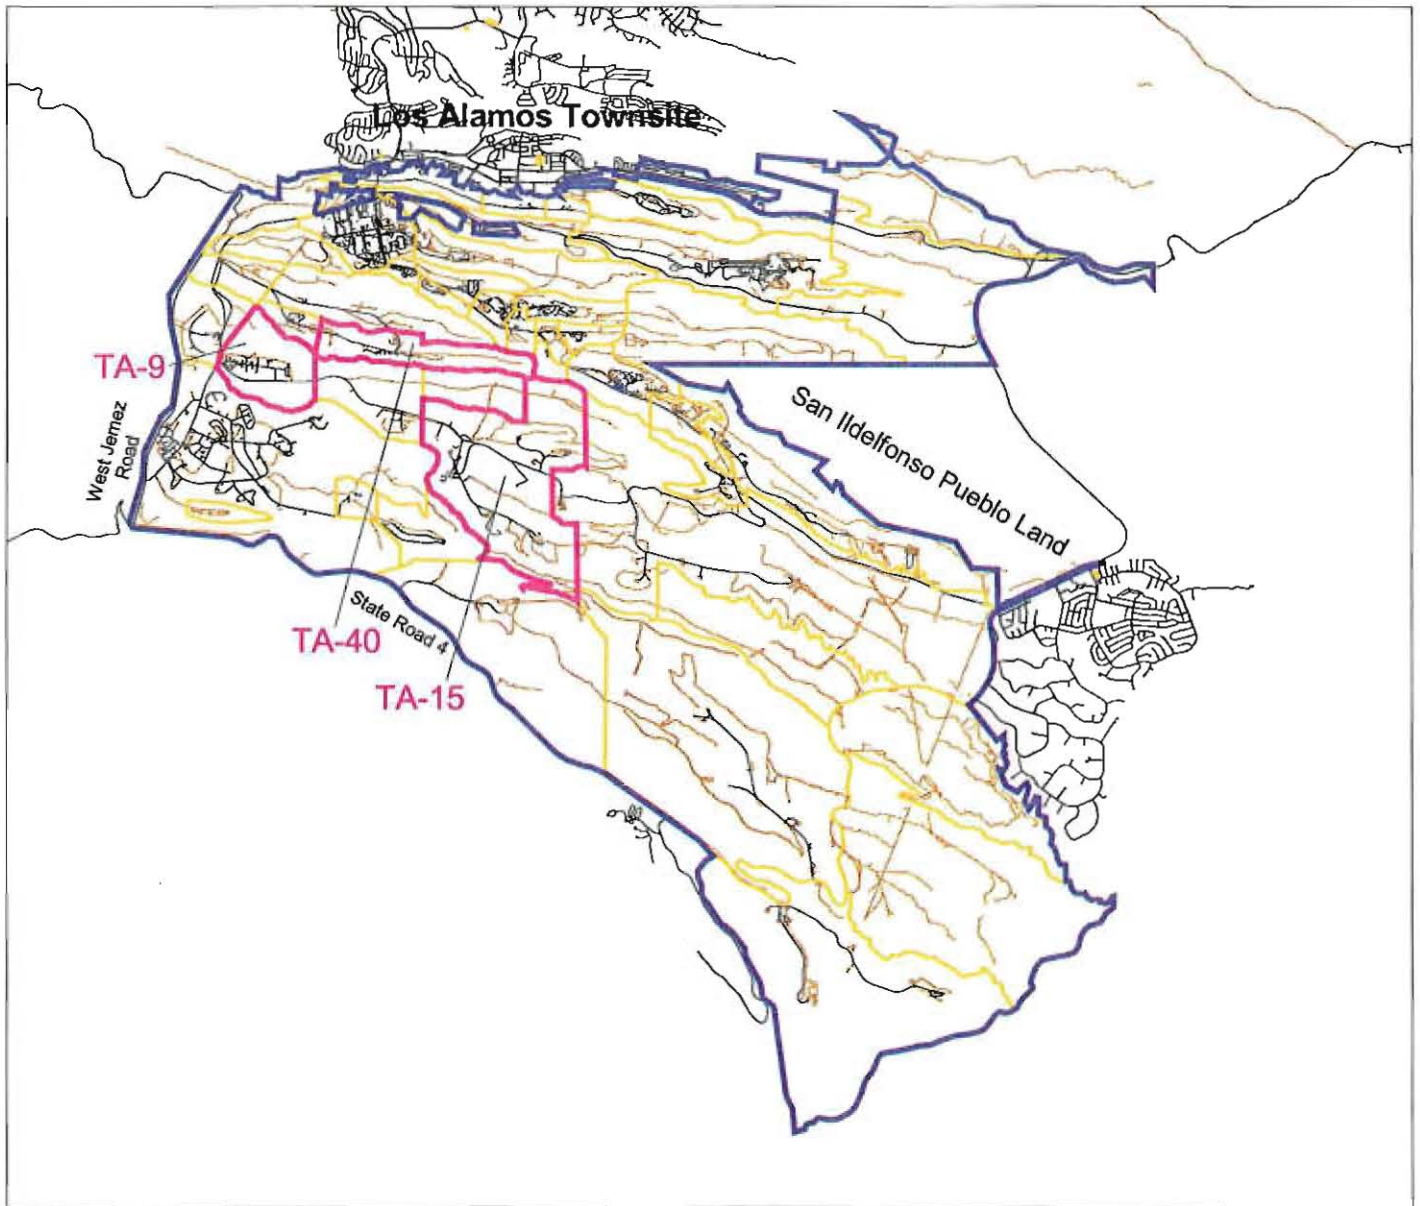 Los Alamos Townsite
TA-9
West Jemez
Road
San Ildelfonso Pueblo Land
State Road 4
TA-40
TA-15